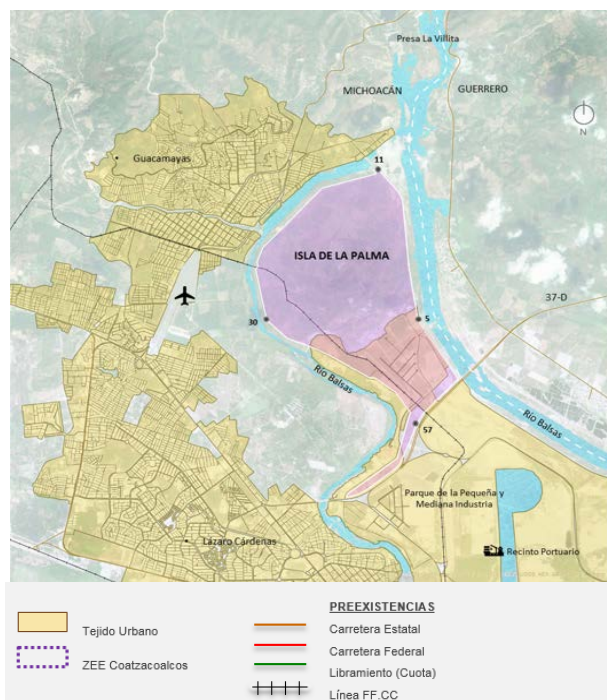 Presa La Villita
MICHOACÁN
GUERRERO
N
Guacamayas
11
ISLA DE LA PALMA
37-D
30
5
Río Balsas
Río Balsas
57
Parque de la Pequeña y
Mediana Industria
Lázaro Cárdenas
Recinto Portuario
PREEXISTENCIAS
Tejido Urbano
Carretera Estatal
Carretera Federal
ZEE Coatzacoalcos
Libramiento (Cuota)
Línea FF.CC